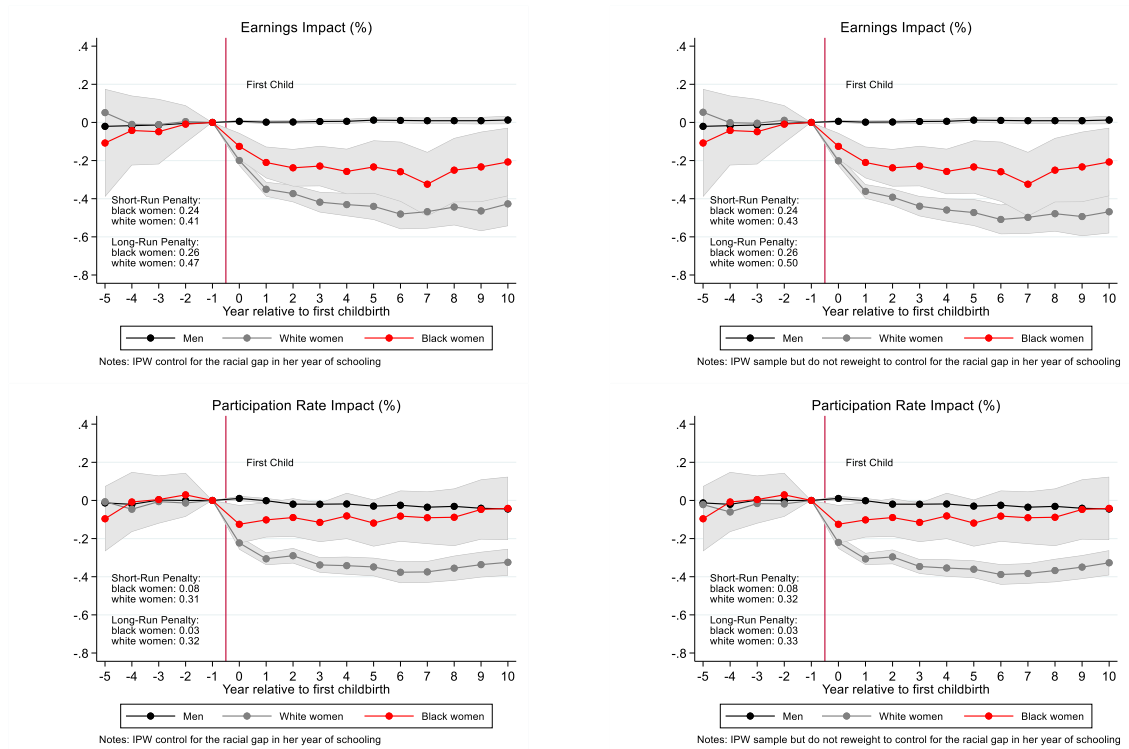 Earnings Impact (%)
.4
.2
0
-.2
-.4
-.6
-.8
First Child
Short-Run Penalty:
black women: 0.24
white women: 0.41
Long-Run Penalty:
black women: 0.26
white women: 0.47
-5 -4 -3 -2 -1 0 1 2 3 4 5 6 7 8 9 10
Year relative to first childbirth
Men White women Black women
Notes: IPW control for the racial gap in her year of schooling
Earnings Impact (%)
.4
.2
0
-.2
-.4
-.6
-.8
First Child
Short-Run Penalty:
black women: 0.24
white women: 0.43
Long-Run Penalty:
black women: 0.26
white women: 0.50
-5 -4 -3 -2 -1 0 1 2 3 4 5 6 7 8 9 10
Year relative to first childbirth
Men White women Black women
Notes: IPW sample but do not reweight to control for the racial gap in her year of schooling
Participation Rate Impact (%)
.4
.2
0
-.2
-.4
-.6
-.8
First Child
Short-Run Penalty:
black women: 0.08
white women: 0.31
Long-Run Penalty:
black women: 0.03
white women: 0.32
-5 -4 -3 -2 -1 0 1 2 3 4 5 6 7 8 9 10
Year relative to first childbirth
Men White women Black women
Notes: IPW control for the racial gap in her year of schooling
Participation Rate Impact (%)
.4
.2
0
-.2
-.4
-.6
-.8
First Child
Short-Run Penalty:
black women: 0.08
white women: 0.32
Long-Run Penalty:
black women: 0.03
white women: 0.33
-5 -4 -3 -2 -1 0 1 2 3 4 5 6 7 8 9 10
Year relative to first childbirth
Men White women Black women
Notes: IPW sample but do not reweight to control for the racial gap in her year of schooling